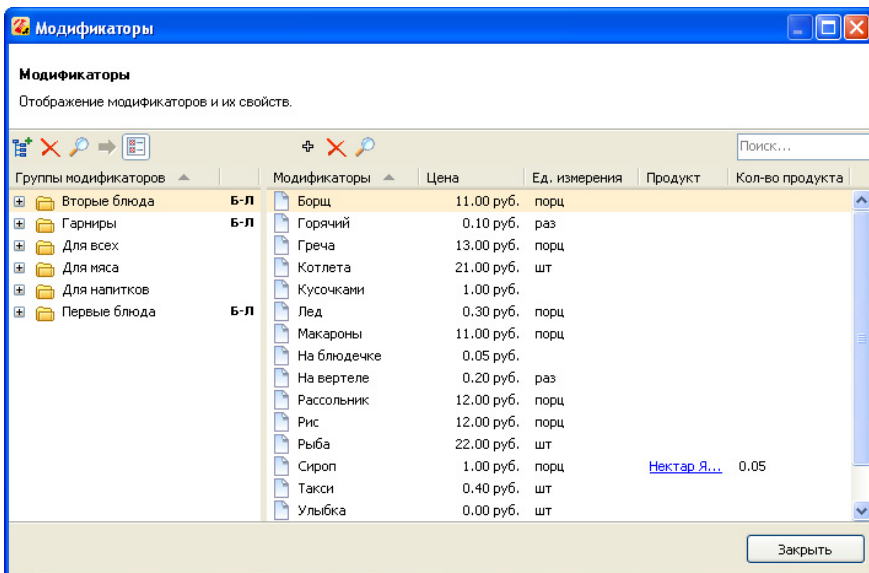 Модификаторы
Модификаторы
Отображение модификаторов и их свойств.
Поиск...
Группы модификаторов Модификаторы Цена Ед. измерения Продукт Кол-во продукта
Вторые блюда Б-Л Борщ 11.00 руб. порц
Гарниры Б-Л Горячий 0.10 руб. раз
Для всех Греча 13.00 руб. порц
Для мяса Котлета 21.00 руб. шт
Для напитков Кусочками 1.00 руб.
Первые блюда Б-Л Лед 0.30 руб. порц
Макароны 11.00 руб. порц
На блюдечке 0.05 руб.
На вертеле 0.20 руб. раз
Рассольник 12.00 руб. порц
Рис 12.00 руб. порц
Рыба 22.00 руб. шт
Сироп 1.00 руб. порц Нектар Я... 0.05
Такси 0.40 руб. шт
Улыбка 0.00 руб. шт
Закрыть